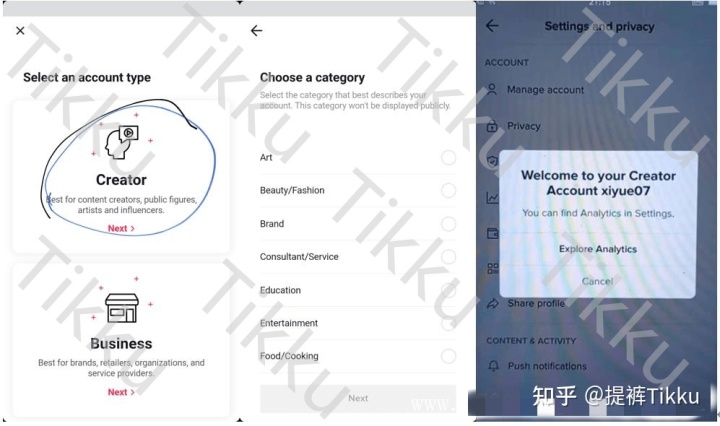 Select an account type
Creator
Best for content creators, public figures,
artists and influencers.
Next >
Business
Best for brands, retailers, organizations, and
service providers.
Next >
Choose a category
Select the category that best describes your
account. This category won't be displayed publicly.
Art
Beauty/Fashion
Brand
Consultant/Service
Education
Entertainment
Food/Cooking
Next
www.
21:15
Settings and privacy
ACCOUNT
Manage account
Privacy
Welcome to your Creator
Account xiyue07
You can find Analytics in Settings.
Explore Analytics
Cancel
Share profile
CONTENT & ACTIVITY
Push notifications
知乎 @提裤Tikku
Tikku
Tikku
Tikku
Tikku
Tikku
Tikku
Tikku
Tikku